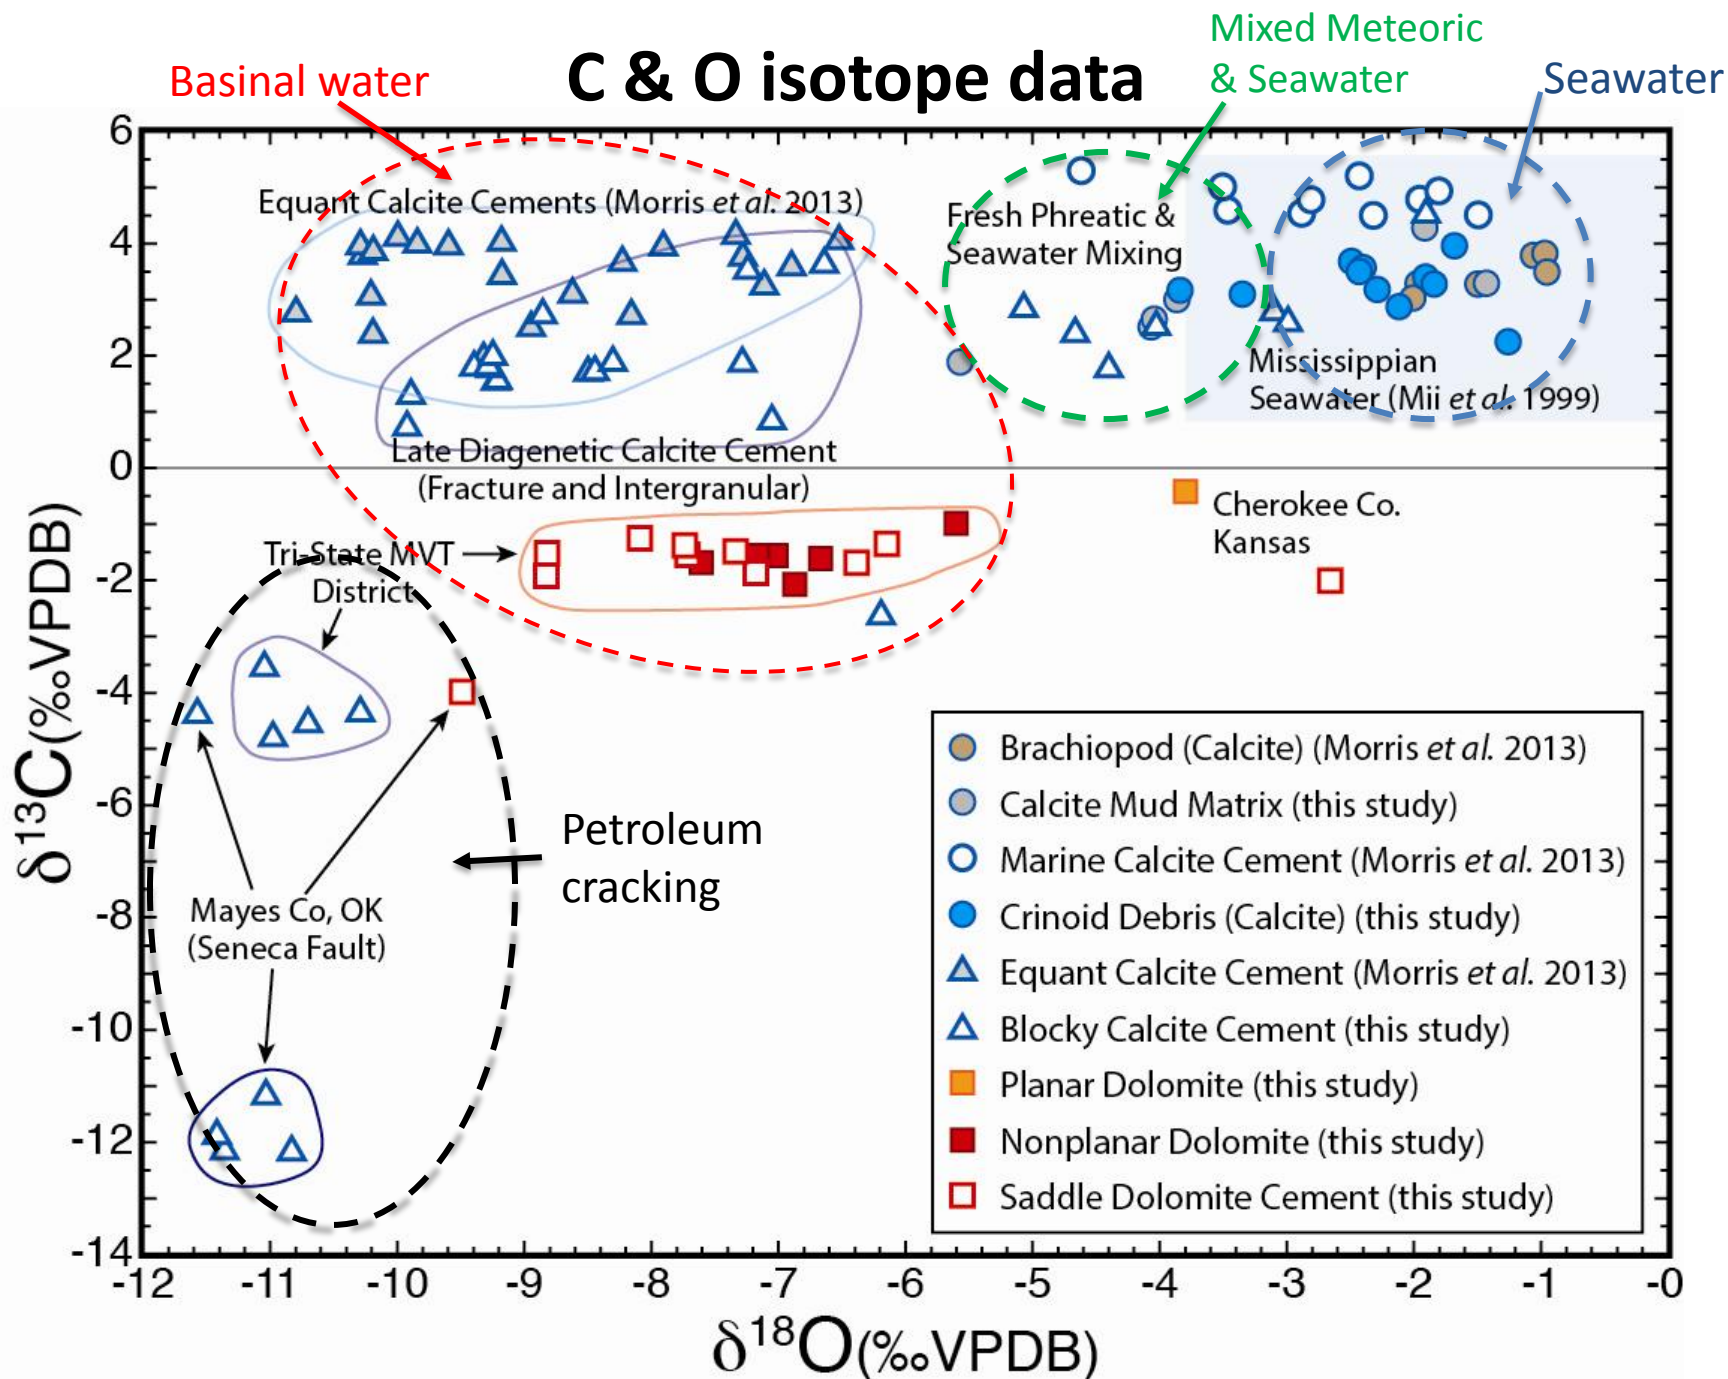 C & O isotope data
Basinal water
Mixed Meteoric
& Seawater
Seawater
Equant Calcite Cements (Morris et al. 2013)
Fresh Phreatic &
Seawater Mixing
Mississippian
Seawater (Mii et al. 1999)
Late Diagenetic Calcite Cement
(Fracture and Intergranular)
Tri-State MVT
District
Cherokee Co.
Kansas
Petroleum
cracking
Mayes Co, OK
(Seneca Fault)
Brachiopod (Calcite) (Morris et al. 2013)
Calcite Mud Matrix (this study)
Marine Calcite Cement (Morris et al. 2013)
Crinoid Debris (Calcite) (this study)
Equant Calcite Cement (Morris et al. 2013)
Blocky Calcite Cement (this study)
Planar Dolomite (this study)
Nonplanar Dolomite (this study)
Saddle Dolomite Cement (this study)
6
4
2
0
-2
-4
-6
-8
-10
-12
-14
δ¹³C(‰VPDB)
-12 -11 -10 -9 -8 -7 -6 -5 -4 -3 -2 -1 -0
δ¹⁸O(‰VPDB)